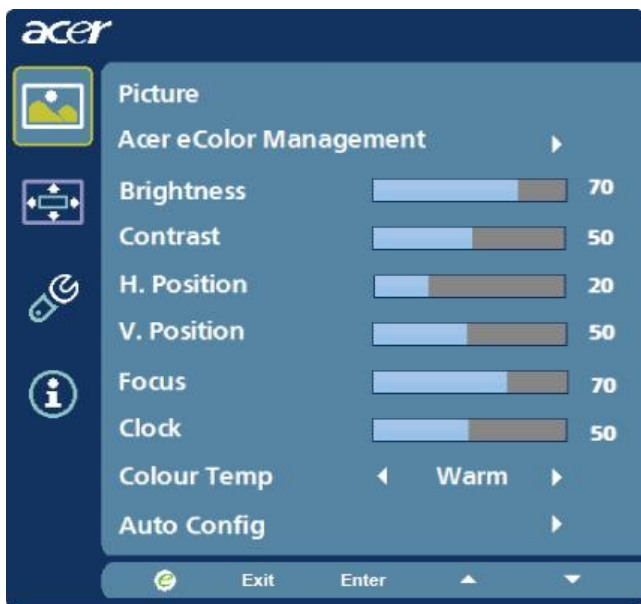 acer
Picture
Acer eColor Management
Brightness 70
Contrast 50
H. Position 20
V. Position 50
Focus 70
Clock 50
Colour Temp Warm
Auto Config
e Exit Enter